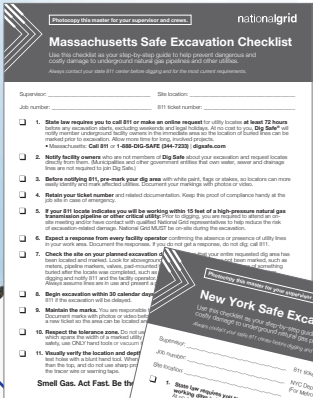 Photocopy this master for your supervisor and crews.
nationalgrid
Massachusetts Safe Excavation Checklist
Use this checklist as your step-by-step guide to help prevent dangerous and
costly damage to underground natural gas pipelines and other utilities.
Always contact your state 811 center before digging and for the most current requirements.
Supervisor:
Site location:
Job number:
811 ticket number:
1. State law requires you to call 811 or make an online request for utility locates at least 72 hours
before any excavation starts, excluding weekends and legal holidays. At no cost to you, Dig Safe® will
notify member underground facility owners in the immediate area so the location of buried lines can be
marked prior to excavation. Allow more time for long, involved projects.
• Massachusetts: Call 811 or 1-888-DIG-SAFE (344-7233) | digsafe.com
2. Notify facility owners who are not members of Dig Safe about your excavation and request locates
directly from them. (Municipalities and other government entities that own water, sewer and drainage
lines are not required to join Dig Safe.)
3. Before notifying 811, pre-mark your dig area with white paint, flags or stakes, so locators can more
easily identify and mark affected utilities. Document your markings with photos or video.
4. Retain your ticket number and related documentation. Keep this proof of compliance handy at the
job site in case of emergency.
5. If your 811 locate indicates you will be working within 15 feet of a high-pressure natural gas
transmission pipeline or other critical utility: Prior to digging, you are required to attend an on-
site meeting and/or have contact with qualified National Grid representatives to help reduce the risk
of excavation-related damage. National Grid MUST be on-site during the excavation.
6. Expect a response from every facility operator confirming the absence or presence of utility lines
in your work area. Document the responses. If you do not get a response, do not dig; call 811.
7. Check the site on your planned excavation
that your entire requested dig area has
been located and marked. Look for aboveground
not been marked, such as
meters, pipeline markers, valves, pad-mounted
of something
buried after the locate was completed, such as
digging and notify 811 and the facility operator
Always assume lines are in use and present a
8. Begin excavation within 30 calendar days
811 if the excavation will be delayed.
9. Maintain the marks. You are responsible
Document marks with photos or video before
a new ticket so the area can be
10. Respect the tolerance zone. Do not use
which spans the width of a marked utility
safely, use ONLY hand tools or vacuum
11. Visually verify the location and depth
test holes with a blunt hand tool. When
than the top, and do not use sharp
the tracer wire or warning tape.
Smell Gas. Act Fast. Be th
Photocopy this master for your supervisor
New York Safe Exca
Use this checklist as your step-by-step guide
costly damage to underground natural gas
Always contact your state 811 center before digging and
Supervisor:
Job number:
Site location:
811 ticket
NYC Dep
(For Metro
1. State law requires you to
working days